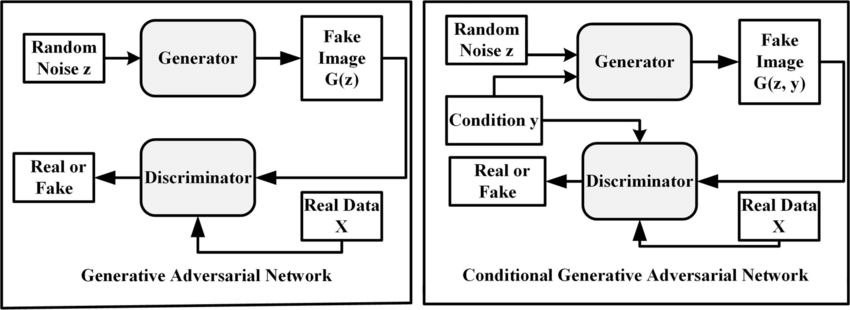 Random
Noise z
Generator
Fake
Image
G(z)
Real or
Fake
Discriminator
Real Data
X
Generative Adversarial Network
Random
Noise z
Generator
Fake
Image
G(z, y)
Condition y
Real or
Fake
Discriminator
Real Data
X
Conditional Generative Adversarial Network